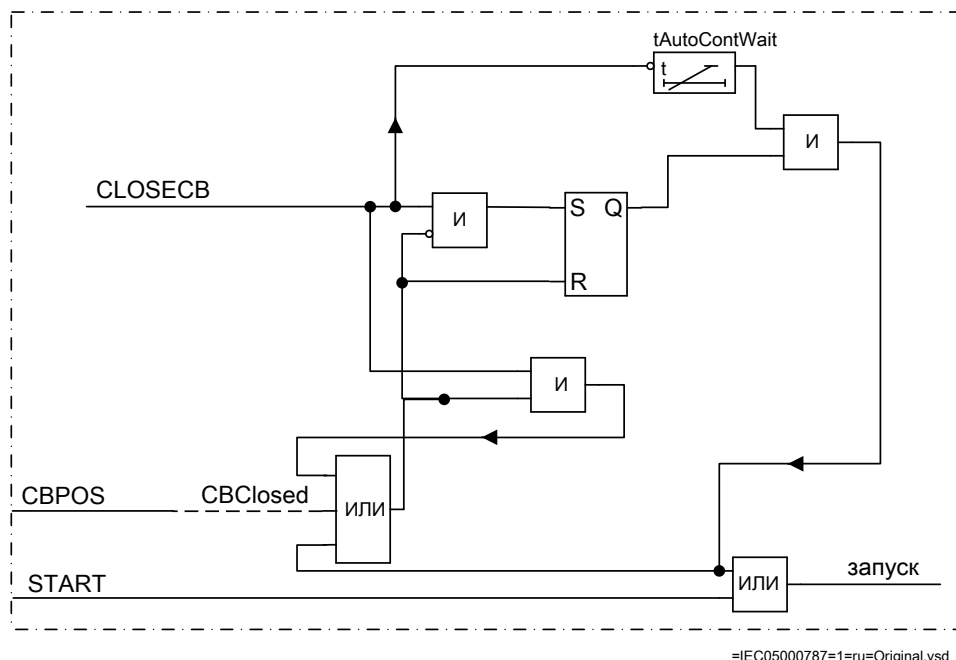 tAutoContWait
t
И
CLOSECB
И
S Q
R
И
CBPOS CBClosed
ИЛИ
START
ИЛИ
запуск
=IEC05000787=1=ru=Original.vsd